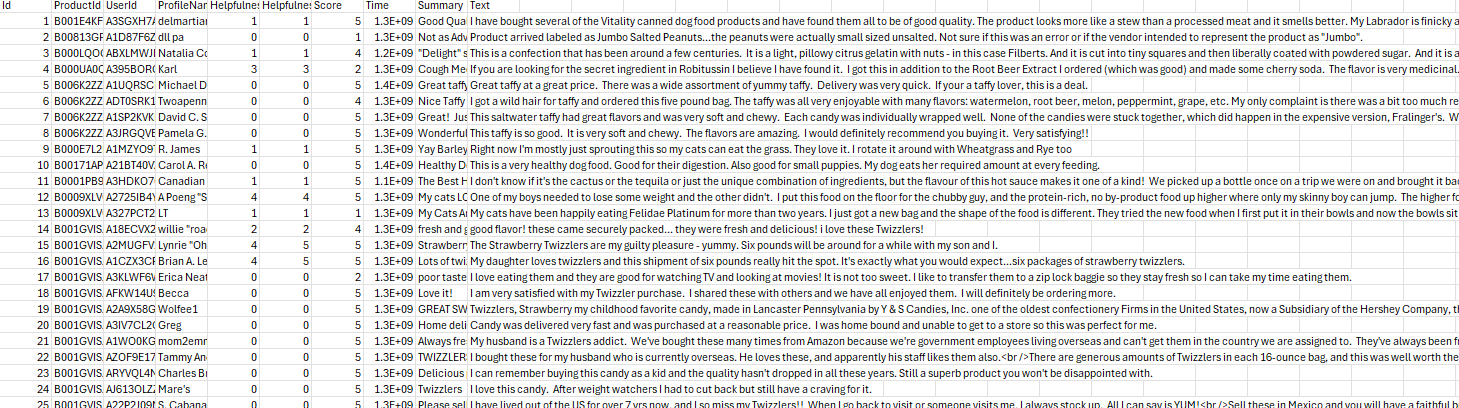 Id ProductId UserId ProfileNar Helpfulnes Helpfulnes Score Time Summary Text
1 B001E4KF A3SGXH7A delmartian 1 1 5 1.3E+09 Good Qua I have bought several of the Vitality canned dog food products and have found them all to be of good quality. The product looks more like a stew than a processed meat and it smells better. My Labrador is finicky a
2 B00813GF A1D87F6Z dll pa 0 0 1 1.3E+09 Not as Adv Product arrived labeled as Jumbo Salted Peanuts...the peanuts were actually small sized unsalted. Not sure if this was an error or if the vendor intended to represent the product as "Jumbo".
3 B000LQOC ABXLMWJI Natalia Co 1 1 4 1.2E+09 "Delight" s This is a confection that has been around a few centuries. It is a light, pillowy citrus gelatin with nuts - in this case Filberts. And it is cut into tiny squares and then liberally coated with powdered sugar. And it is a
4 B000UA0C A395BORC Karl 3 3 2 1.3E+09 Cough Me If you are looking for the secret ingredient in Robitussin I believe I have found it. I got this in addition to the Root Beer Extract I ordered (which was good) and made some cherry soda. The flavor is very medicinal.
5 B006K2ZZ A1UQRSC Michael D 0 0 5 1.4E+09 Great taffy Great taffy at a great price. There was a wide assortment of yummy taffy. Delivery was very quick. If your a taffy lover, this is a deal.
6 B006K2ZZ ADT0SRK1 Twoapenn 0 0 4 1.3E+09 Nice Taffy I got a wild hair for taffy and ordered this five pound bag. The taffy was all very enjoyable with many flavors: watermelon, root beer, melon, peppermint, grape, etc. My only complaint is there was a bit too much re
7 B006K2ZZ A1SP2KVK David C. S 0 0 5 1.3E+09 Great! Jus This saltwater taffy had great flavors and was very soft and chewy. Each candy was individually wrapped well. None of the candies were stuck together, which did happen in the expensive version, Fralinger's. W
8 B006K2ZZ A3JRGQVE Pamela G. 0 0 5 1.3E+09 Wonderful This taffy is so good. It is very soft and chewy. The flavors are amazing. I would definitely recommend you buying it. Very satisfying!!
9 B000E7L2 A1MZYO9 R. James 1 1 5 1.3E+09 Yay Barley Right now I'm mostly just sprouting this so my cats can eat the grass. They love it. I rotate it around with Wheatgrass and Rye too
10 B00171AP A21BT40V Carol A. Re 0 0 5 1.4E+09 Healthy D This is a very healthy dog food. Good for their digestion. Also good for small puppies. My dog eats her required amount at every feeding.
11 B0001PB9 A3HDKO7 Canadian 1 1 5 1.1E+09 The Best H I don't know if it's the cactus or the tequila or just the unique combination of ingredients, but the flavour of this hot sauce makes it one of a kind! We picked up a bottle once on a trip we were on and brought it bac
12 B0009XLV A2725IB4 A Poeng "S 4 4 5 1.3E+09 My cats LO One of my boys needed to lose some weight and the other didn't. I put this food on the floor for the chubby guy, and the protein-rich, no by-product food up higher where only my skinny boy can jump. The higher fo
13 B0009XLV A327PCT2 LT 1 1 1 1.3E+09 My Cats A My cats have been happily eating Felidae Platinum for more than two years. I just got a new bag and the shape of the food is different. They tried the new food when I first put it in their bowls and now the bowls sit
14 B001GVIS A18ECVX2 willie "roa 2 2 4 1.3E+09 fresh and g good flavor! these came securely packed... they were fresh and delicious! i love these Twizzlers!
15 B001GVIS A2MUGFV Lynrie "Oh 4 5 5 1.3E+09 Strawberr The Strawberry Twizzlers are my guilty pleasure - yummy. Six pounds will be around for a while with my son and I.
16 B001GVIS A1CZX3C Brian A. L 4 5 5 1.3E+09 Lots of twi My daughter loves twizzlers and this shipment of six pounds really hit the spot. It's exactly what you would expect...six packages of strawberry twizzlers.
17 B001GVIS A3KLWF6 Erica Neat 0 0 2 1.3E+09 poor taste I love eating them and they are good for watching TV and looking at movies! It is not too sweet. I like to transfer them to a zip lock baggie so they stay fresh so I can take my time eating them.
18 B001GVIS AFKW14U Becca 0 0 5 1.3E+09 Love it! I am very satisfied with my Twizzler purchase. I shared these with others and we have all enjoyed them. I will definitely be ordering more.
19 B001GVIS A2A9X58G Wolfee1 0 0 5 1.3E+09 GREAT SW Twizzlers, Strawberry my childhood favorite candy, made in Lancaster Pennsylvania by Y & S Candies, Inc. one of the oldest confectionery Firms in the United States, now a Subsidiary of the Hershey Company, th
20 B001GVIS A3IV7CL2 Greg 0 0 5 1.3E+09 Home deli Candy was delivered very fast and was purchased at a reasonable price. I was home bound and unable to get to a store so this was perfect for me.
21 B001GVIS A1WO0KG mom2emr 0 0 5 1.3E+09 Always fre My husband is a Twizzlers addict. We've bought these many times from Amazon because we're government employees living overseas and can't get them in the country we are assigned to. They've always been f
22 B001GVIS AZOF9E17 Tammy An 0 0 5 1.3E+09 TWIZZLER I bought these for my husband who is currently overseas. He loves these, and apparently his staff likes them also.<br />There are generous amounts of Twizzlers in each 16-ounce bag, and this was well worth the
23 B001GVIS ARYVQL4N Charles Br 0 0 5 1.3E+09 Delicious I can remember buying this candy as a kid and the quality hasn't dropped in all these years. Still a superb product you won't be disappointed with.
24 B001GVIS AJ613OLZ Mare's 0 0 5 1.3E+09 Twizzlers I love this candy. After weight watchers I had to cut back but still have a craving for it.
25 B001GVIS A22P2J09 S. Cabana 0 0 5 1.3E+09 Please sel I have lived out of the US for over 7 yrs now, and I so miss my Twizzlers!! When I go back to visit or someone visits me, I always stock up. All I can say is YUM!<br />Sell these in Mexico and you will have a faithful b